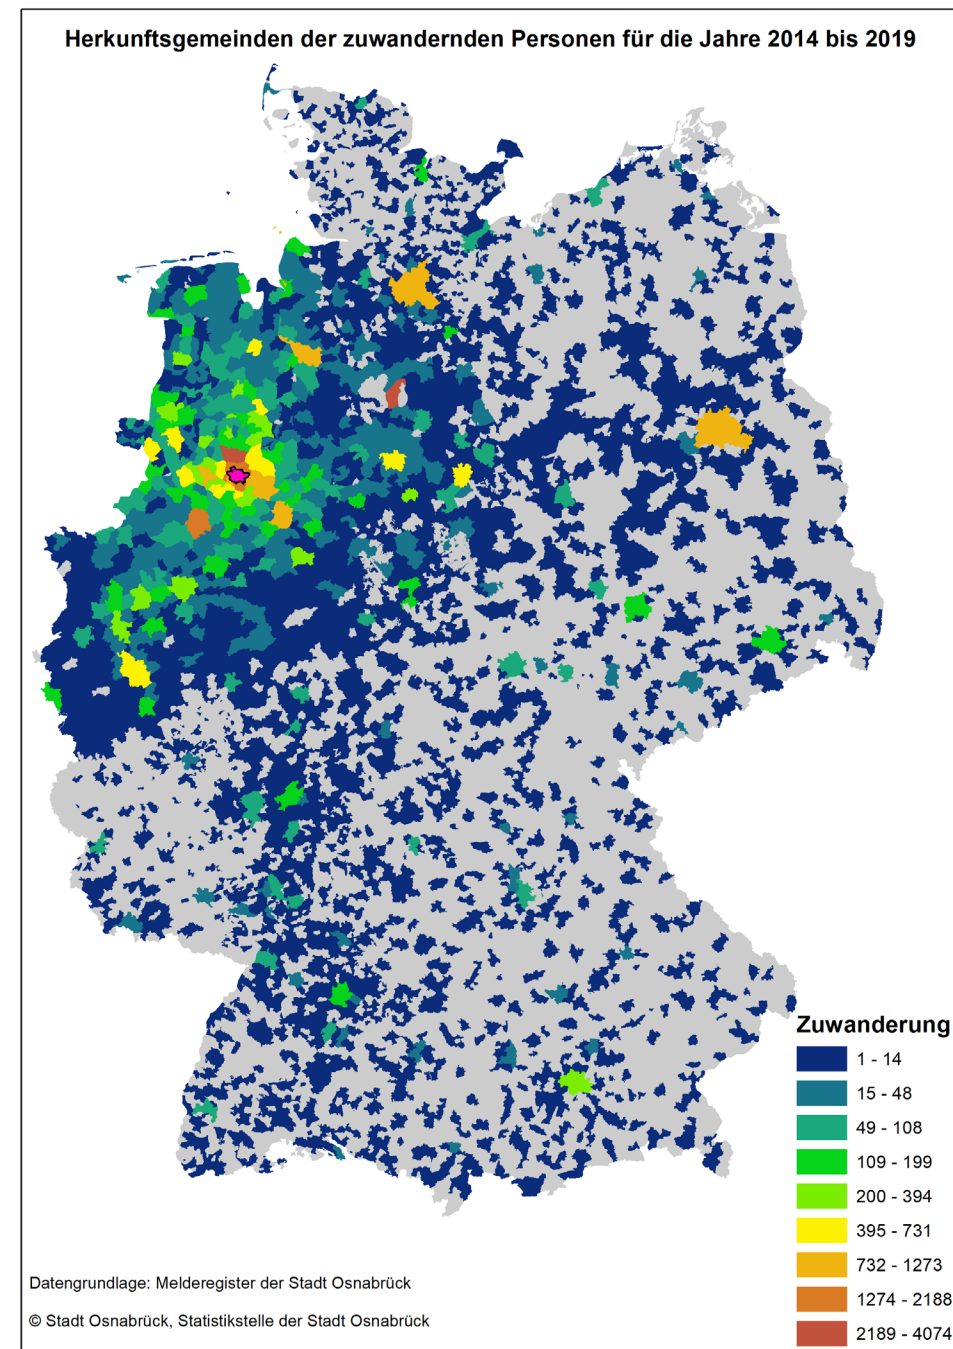 Herkunftsgemeinden der zuwandernden Personen für die Jahre 2014 bis 2019
Zuwanderung
1 - 14
15 - 48
49 - 108
109 - 199
200 - 394
395 - 731
732 - 1273
1274 - 2188
2189 - 4074
Datengrundlage: Melderegister der Stadt Osnabrück
© Stadt Osnabrück, Statistikstelle der Stadt Osnabrück